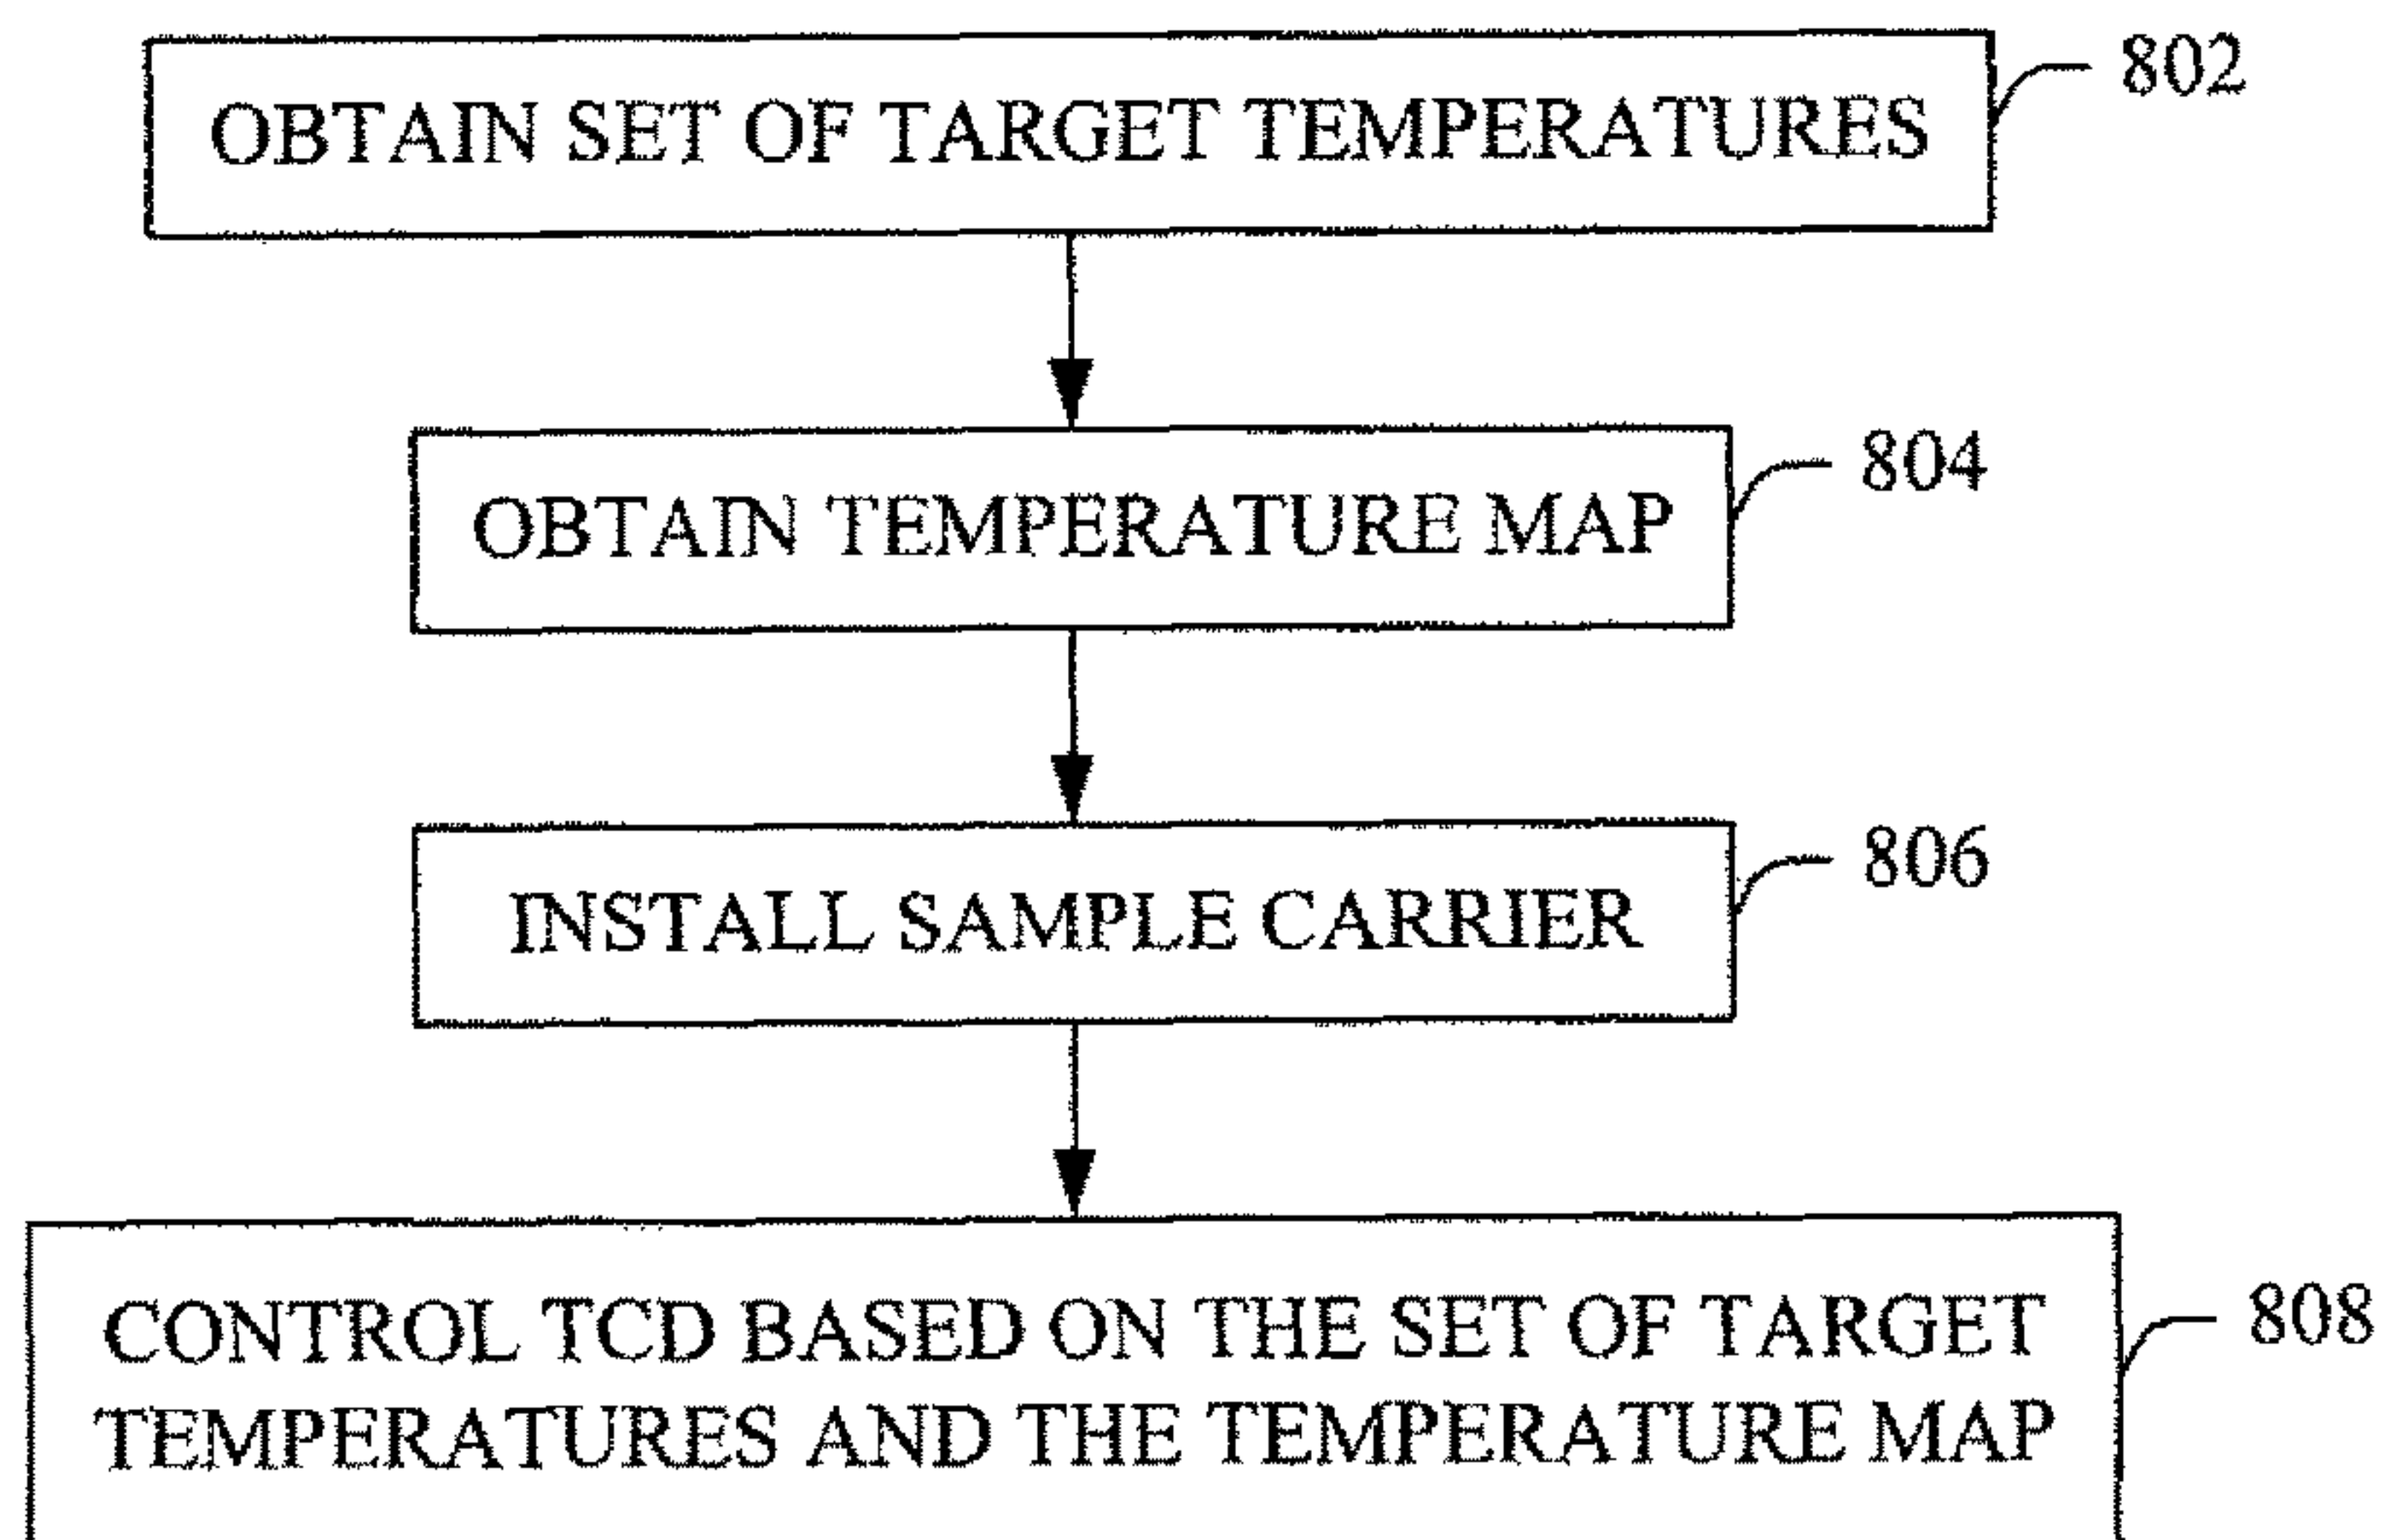 OBTAIN SET OF TARGET TEMPERATURES
802
OBTAIN TEMPERATURE MAP
804
INSTALL SAMPLE CARRIER
806
CONTROL TCD BASED ON THE SET OF TARGET
TEMPERATURES AND THE TEMPERATURE MAP
808